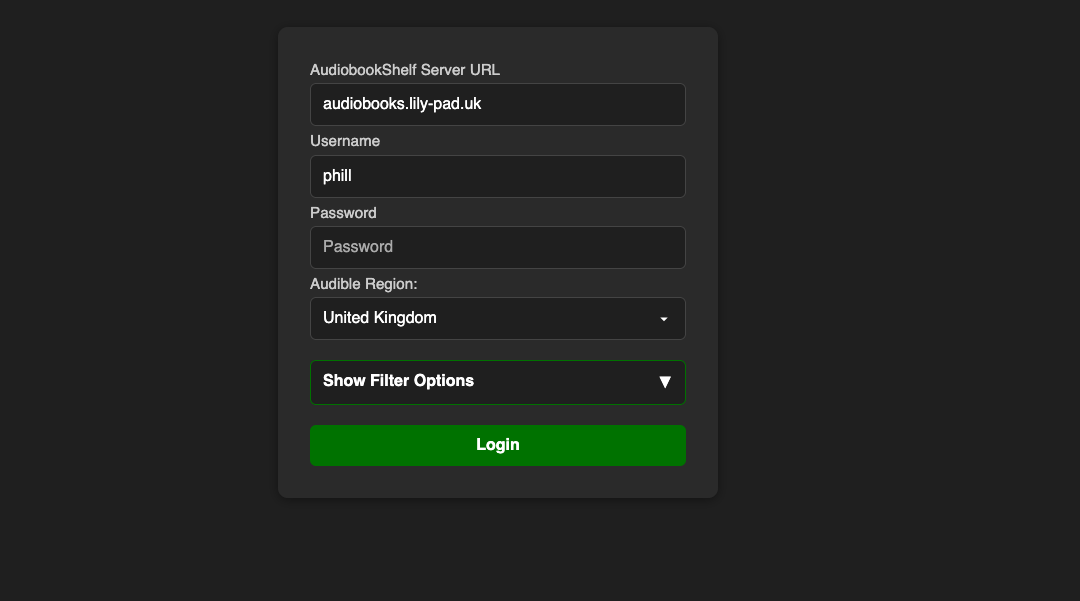 AudiobookShelf Server URL
audiobooks.lily-pad.uk
Username
phill
Password
Password
Audible Region:
United Kingdom
Show Filter Options ▼
Login